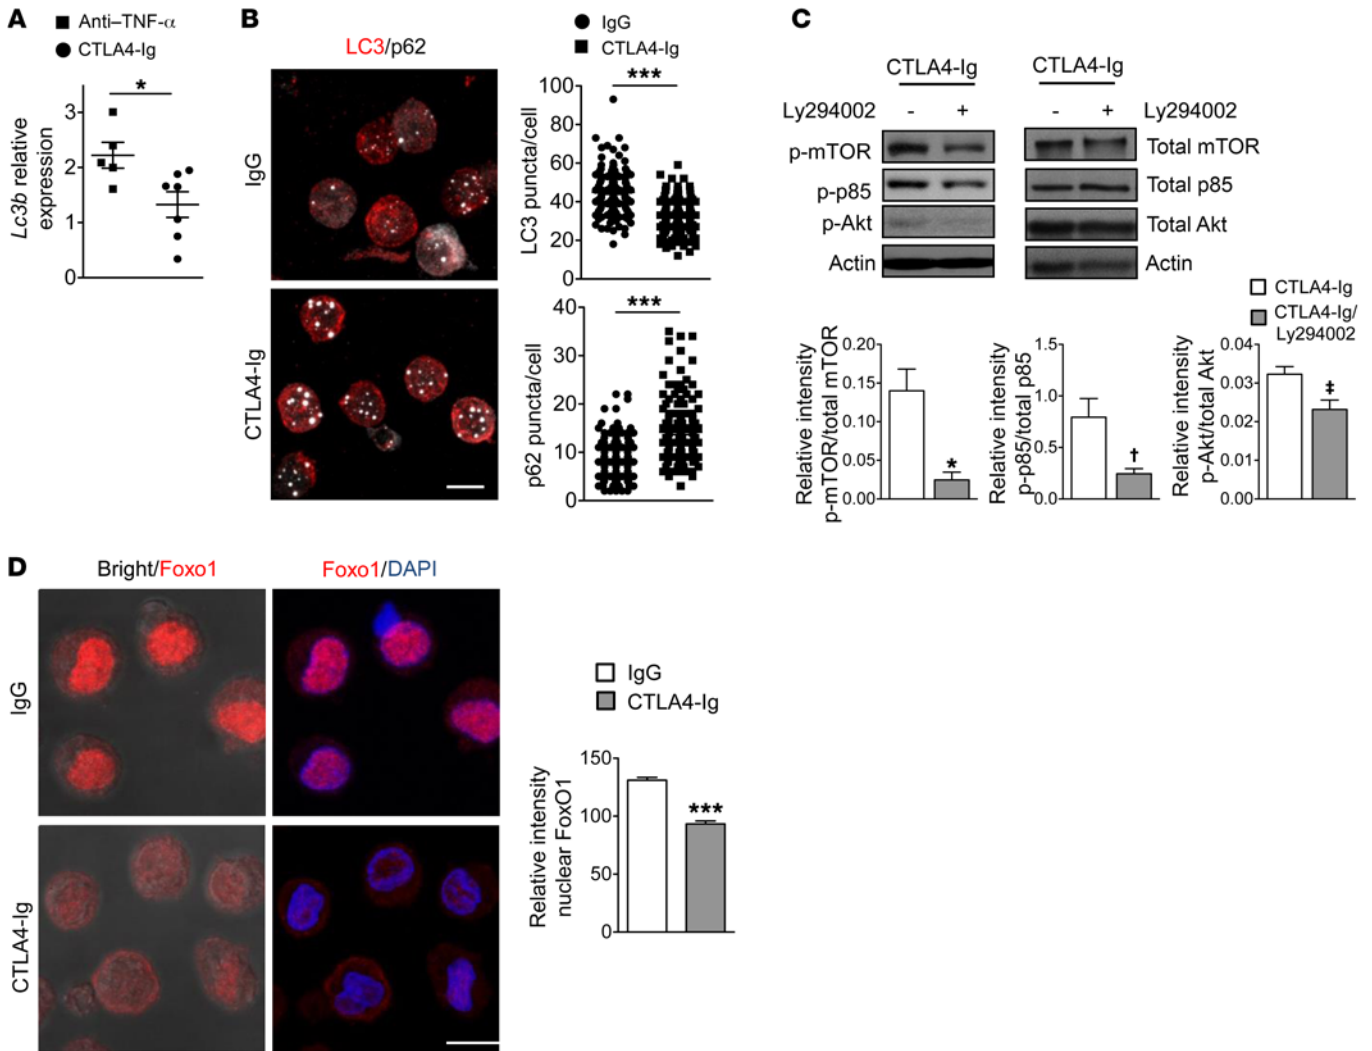 A
Anti–TNF-α
CTLA4-Ig
*
Lc3b relative
expression
3
2
1
0
B
LC3/p62
IgG
CTLA4-Ig
IgG
CTLA4-Ig
***
LC3 puncta/cell
100
80
60
40
20
0
***
p62 puncta/cell
40
30
20
10
0
C
CTLA4-Ig
CTLA4-Ig
Ly294002
-
+
-
+
Ly294002
p-mTOR
Total mTOR
p-p85
Total p85
p-Akt
Total Akt
Actin
Actin
CTLA4-Ig
CTLA4-Ig/
Ly294002
Relative intensity
p-mTOR/total mTOR
0.20
0.15
0.10
0.05
0.00
*
Relative intensity
p-p85/total p85
1.5
1.0
0.5
0.0
†
Relative intensity
p-Akt/total Akt
0.04
0.03
0.02
0.01
0.00
‡
D
Bright/Foxo1
Foxo1/DAPI
IgG
CTLA4-Ig
IgG
CTLA4-Ig
Relative intensity
nuclear FoxO1
150
100
50
0
***